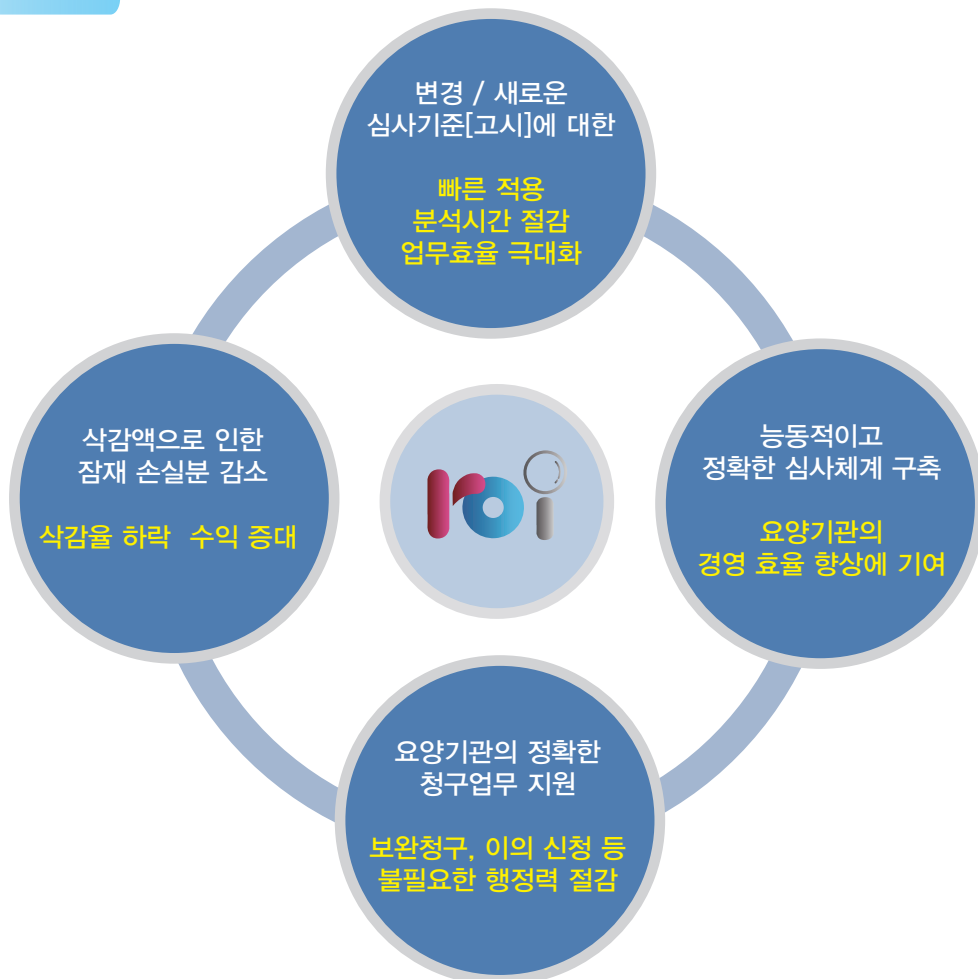 변경 / 새로운
심사기준[고시]에 대한
빠른 적용
분석시간 절감
업무효율 극대화
삭감액으로 인한
잠재 손실분 감소
삭감율 하락 수익 증대
roi
능동적이고
정확한 심사체계 구축
요양기관의
경영 효율 향상에 기여
요양기관의 정확한
청구업무 지원
보완청구, 이의 신청 등
불필요한 행정력 절감